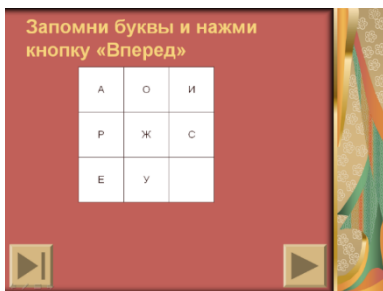 Запомни буквы и нажми
кнопку «Вперед»
А О И
Р Ж С
Е У